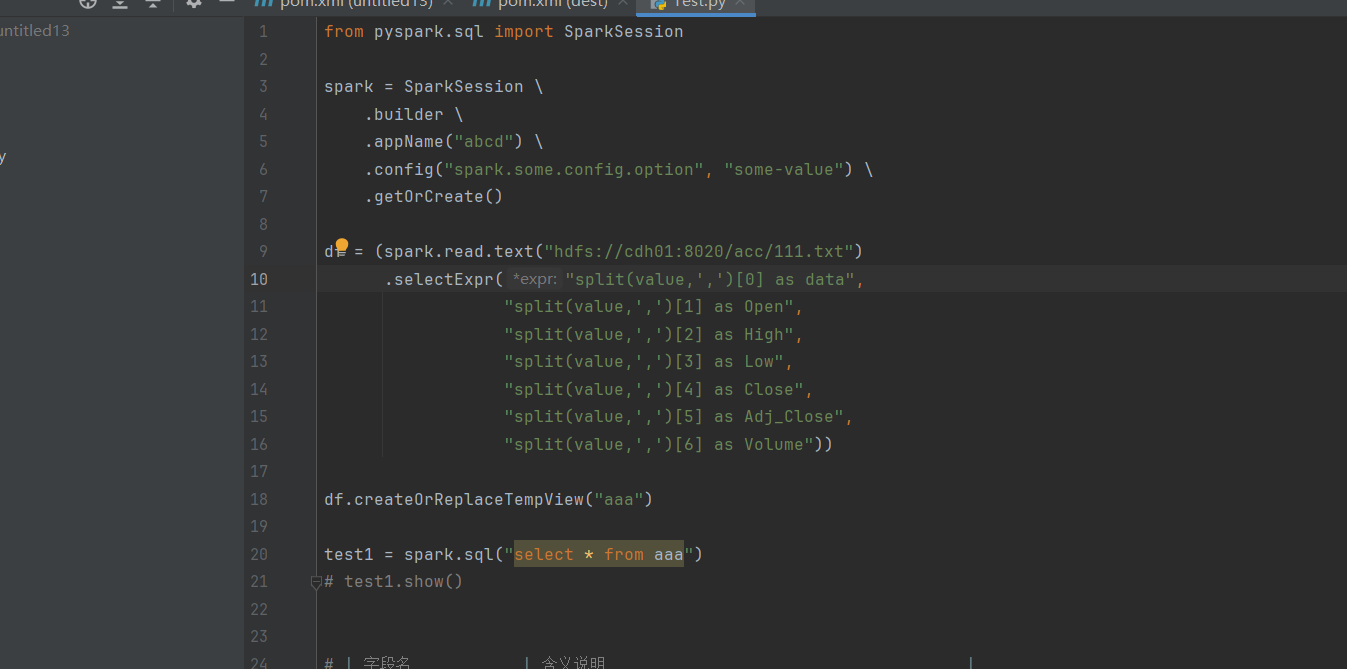 pom.xml (untitled13) × pom.xml (dest) × Test.py ×
untitled13
y
1 from pyspark.sql import SparkSession
2
3 spark = SparkSession \
4 .builder \
5 .appName("abcd") \
6 .config("spark.some.config.option", "some-value") \
7 .getOrCreate()
8
9 df = (spark.read.text("hdfs://cdh01:8020/acc/111.txt")
10 .selectExpr( *expr: "split(value,',')[0] as data",
11 "split(value,',')[1] as Open",
12 "split(value,',')[2] as High",
13 "split(value,',')[3] as Low",
14 "split(value,',')[4] as Close",
15 "split(value,',')[5] as Adj_Close",
16 "split(value,',')[6] as Volume"))
17
18 df.createOrReplaceTempView("aaa")
19
20 test1 = spark.sql("select * from aaa")
21 # test1.show()
22
23
24 # | 字段名 | 含义说明 |